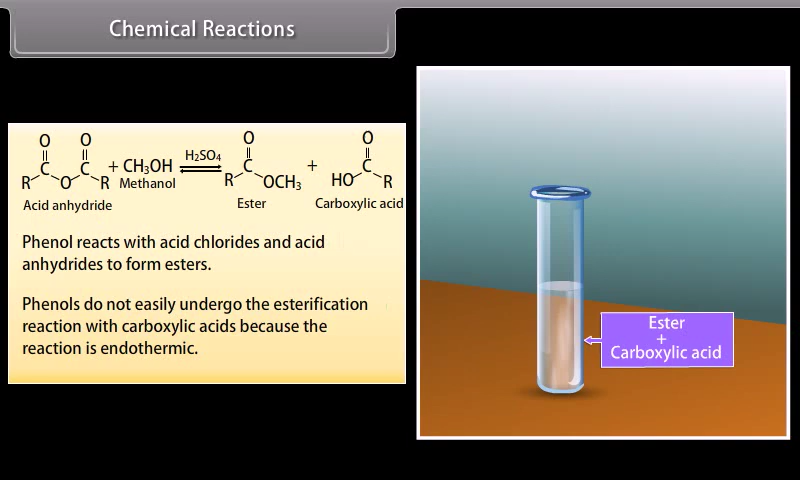 Chemical Reactions
O O O O
C C + CH₃OH H₂SO₄ C + C
R O R Methanol R OCH₃ HO R
Acid anhydride Ester Carboxylic acid
Phenol reacts with acid chlorides and acid
anhydrides to form esters.
Phenols do not easily undergo the esterification
reaction with carboxylic acids because the
reaction is endothermic.
Ester
+
Carboxylic acid